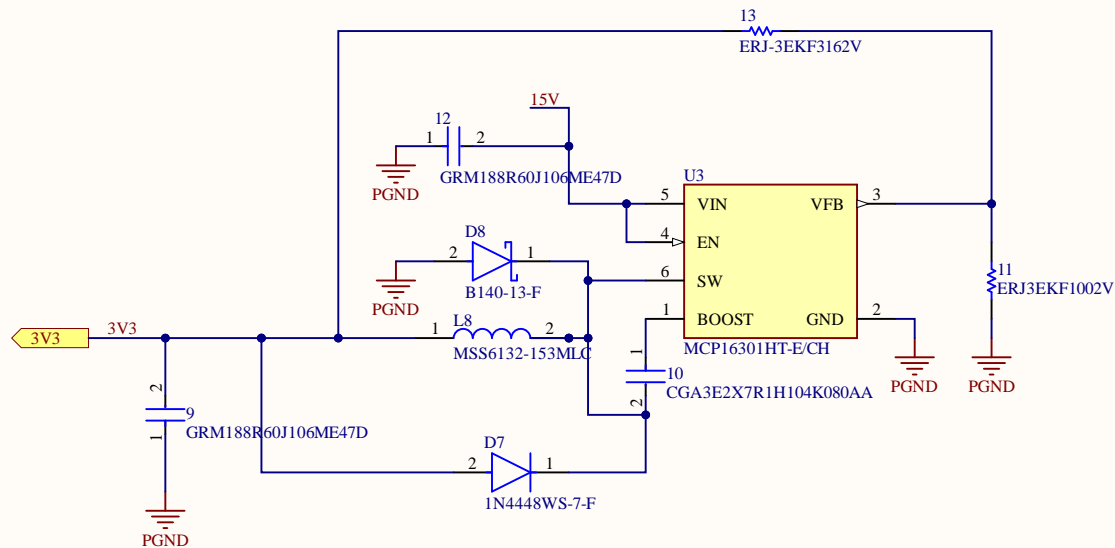 13
ERJ-3EKF3162V
15V
12
1
2
PGND
GRM188R60J106ME47D
U3
5
VIN
VFB
3
4
EN
D8
2
1
PGND
B140-13-F
6
SW
11
ERJ3EKF1002V
1
BOOST
GND
2
L8
3V3
3V3
1
2
MSS6132-153MLC
MCP16301HT-E/CH
PGND
PGND
1
10
CGA3E2X7R1H104K080AA
2
2
9
GRM188R60J106ME47D
1
D7
2
1
1N4448WS-7-F
PGND